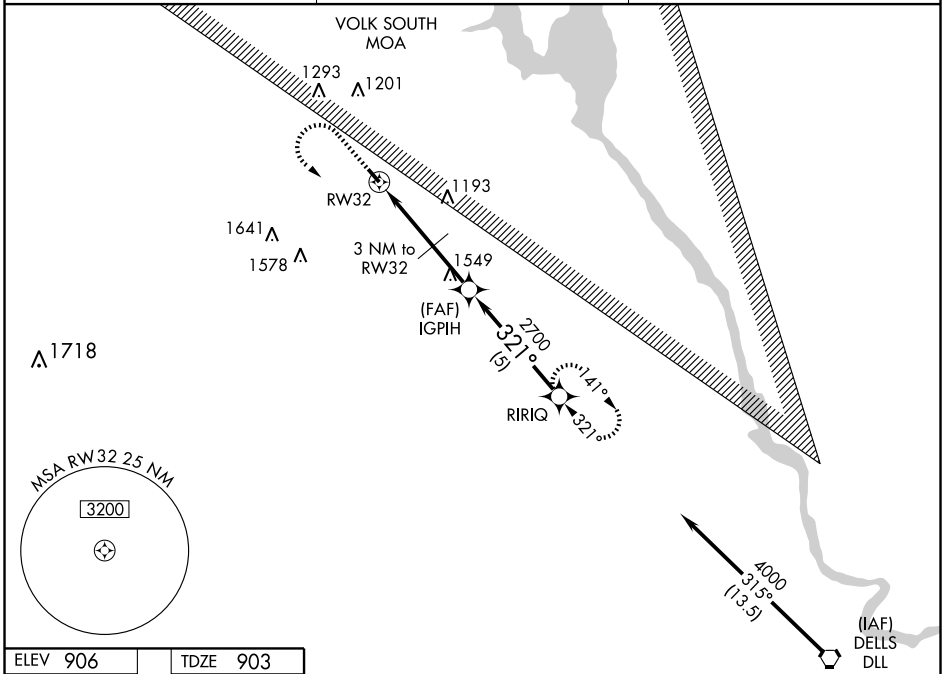 VOLK SOUTH
MOA
1293
1201
1193
RW32
1641
1578
3 NM to
RW32
1549
(FAF)
IGPIH
2700
321°
(5)
1718
141°
RIRIQ
321°
MSA RW32 25 NM
3200
4000
315°
(13.5)
(IAF)
DELLS
DLL
ELEV 906
TDZE 903